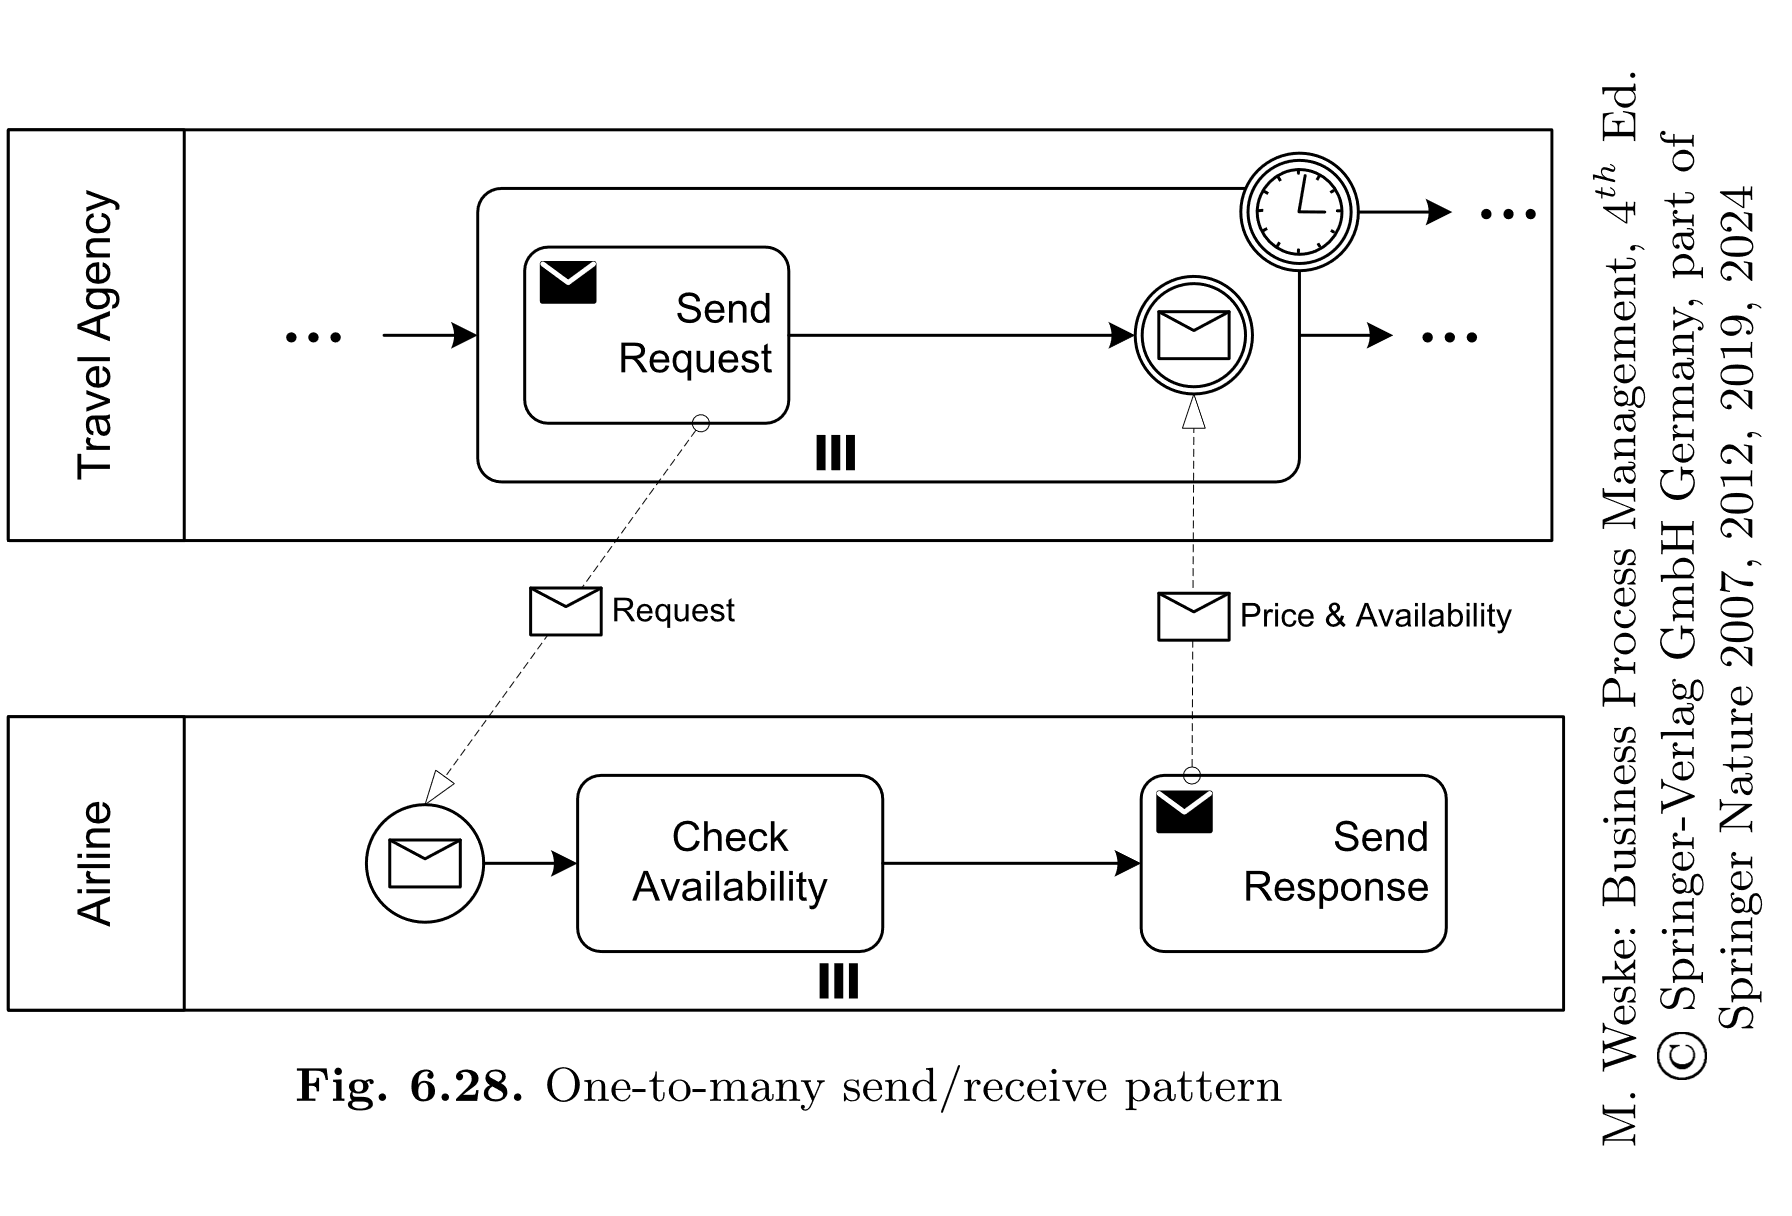 Travel Agency
...
Send
Request
...
...
Request
Price & Availability
Airline
Check
Availability
Send
Response
Fig. 6.28. One-to-many send/receive pattern
M. Weske: Business Process Management, 4th Ed.
© Springer-Verlag GmbH Germany, part of
Springer Nature 2007, 2012, 2019, 2024